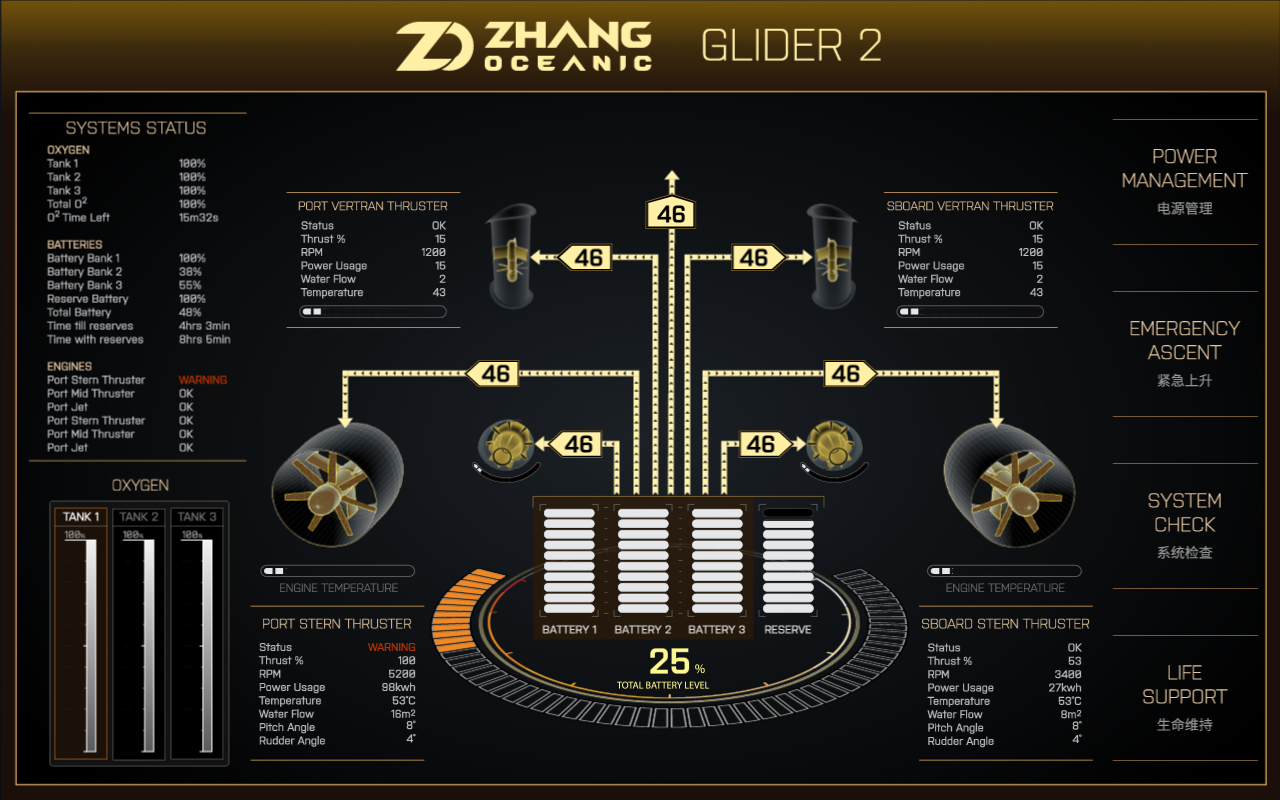 ZHANG
OCEANIC
GLIDER 2
SYSTEMS STATUS
OXYGEN
Tank 1 100%
Tank 2 100%
Tank 3 100%
Total O² 100%
O² Time Left 15m32s
BATTERIES
Battery Bank 1 100%
Battery Bank 2 38%
Battery Bank 3 55%
Reserve Battery 100%
Total Battery 48%
Time till reserves 4hrs 3min
Time with reserves 8hrs 5min
ENGINES
Port Stern Thruster WARNING
Port Mid Thruster OK
Port Jet OK
Port Stern Thruster OK
Port Mid Thruster OK
Port Jet OK
OXYGEN
TANK 1 TANK 2 TANK 3
100% 100% 100%
PORT VERTRAN THRUSTER
Status OK
Thrust % 15
RPM 1200
Power Usage 15
Water Flow 2
Temperature 43
46
46 46
46 46
46 46
SBOARD VERTRAN THRUSTER
Status OK
Thrust % 15
RPM 1200
Power Usage 15
Water Flow 2
Temperature 43
ENGINE TEMPERATURE
PORT STERN THRUSTER
Status WARNING
Thrust % 100
RPM 5200
Power Usage 98kwh
Temperature 53°C
Water Flow 16m²
Pitch Angle 8°
Rudder Angle 4°
BATTERY 1 BATTERY 2 BATTERY 3 RESERVE
25 %
TOTAL BATTERY LEVEL
ENGINE TEMPERATURE
SBOARD STERN THRUSTER
Status OK
Thrust % 53
RPM 3400
Power Usage 27kwh
Temperature 53°C
Water Flow 8m²
Pitch Angle 8°
Rudder Angle 4°
POWER
MANAGEMENT
电源管理
EMERGENCY
ASCENT
紧急上升
SYSTEM
CHECK
系统检查
LIFE
SUPPORT
生命维持